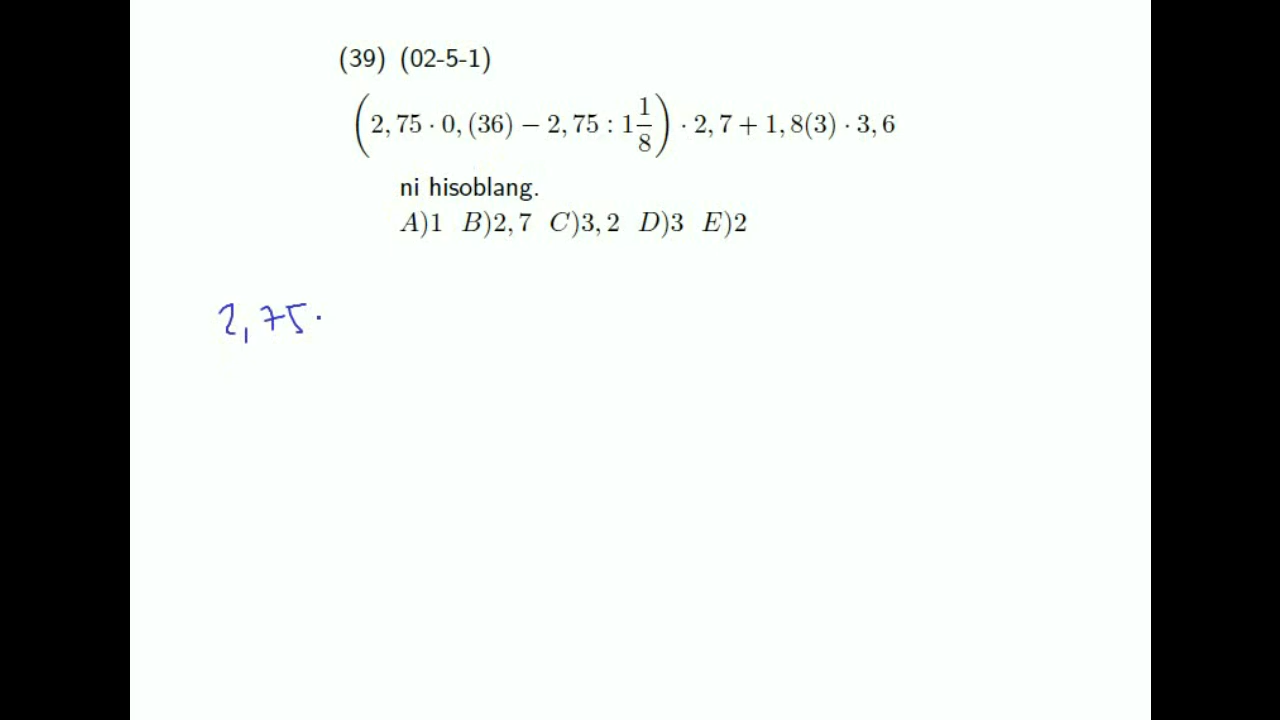 (39) (02-5-1)
(2, 75 · 0, (36) − 2, 75 : 1 1/8) · 2, 7 + 1, 8(3) · 3, 6
ni hisoblang.
A)1 B)2, 7 C)3, 2 D)3 E)2
2, 75 ·